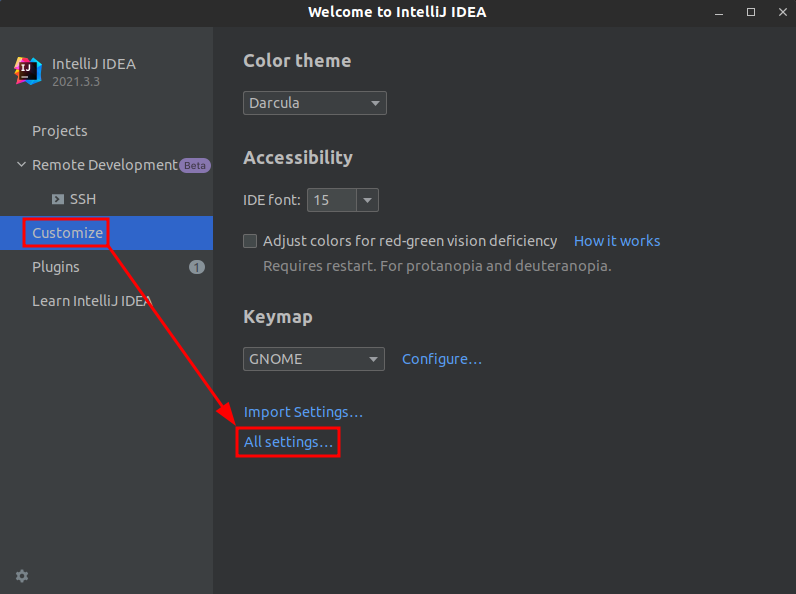 Welcome to IntelliJ IDEA
IJ
IntelliJ IDEA
2021.3.3
Projects
Remote Development Beta
SSH
Customize
Plugins 1
Learn IntelliJ IDEA
Color theme
Darcula
Accessibility
IDE font: 15
Adjust colors for red-green vision deficiency How it works
Requires restart. For protanopia and deuteranopia.
Keymap
GNOME Configure...
Import Settings...
All settings...